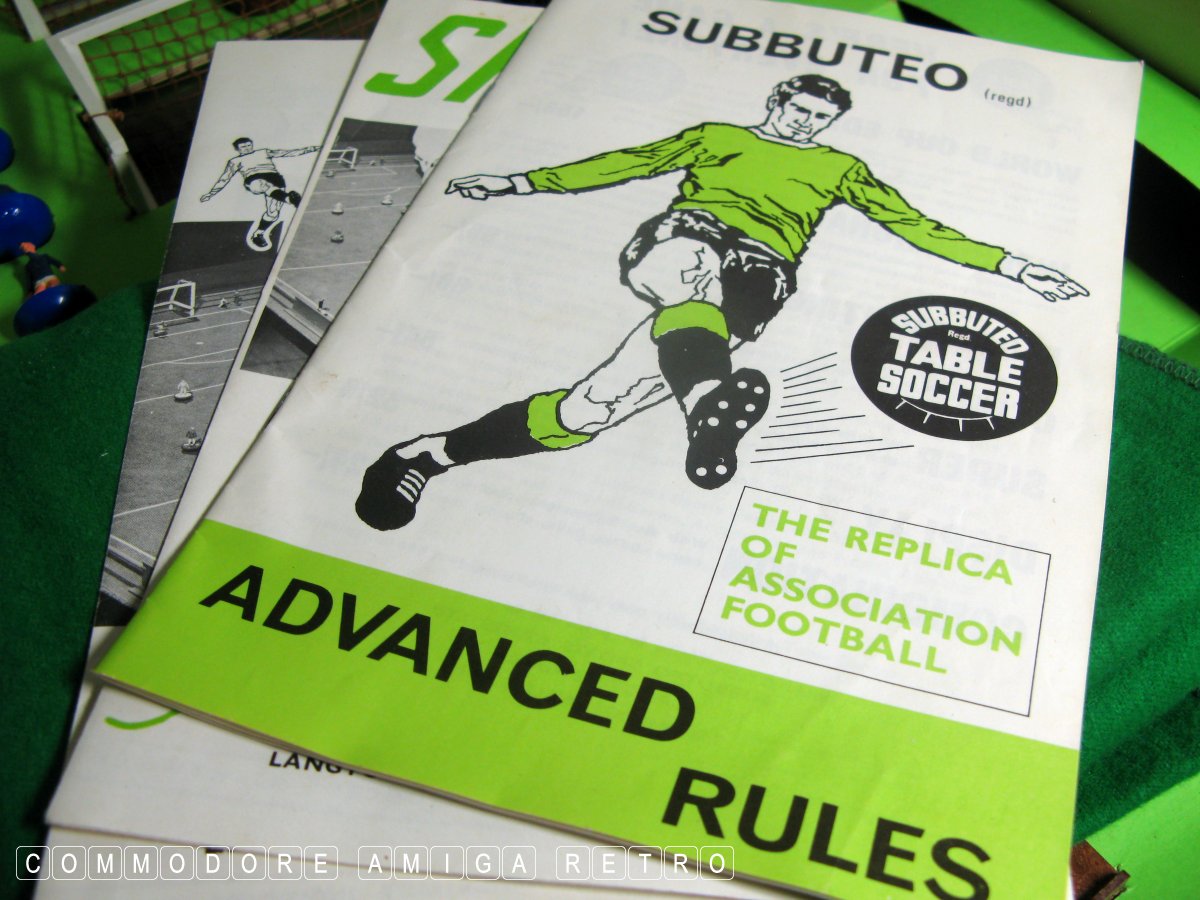 SUBBUTEO (regd)
SUBBUTEO
Regd.
TABLE
SOCCER
THE REPLICA
OF
ASSOCIATION
FOOTBALL
ADVANCED
RULES
COMMODORE AMIGA RETRO